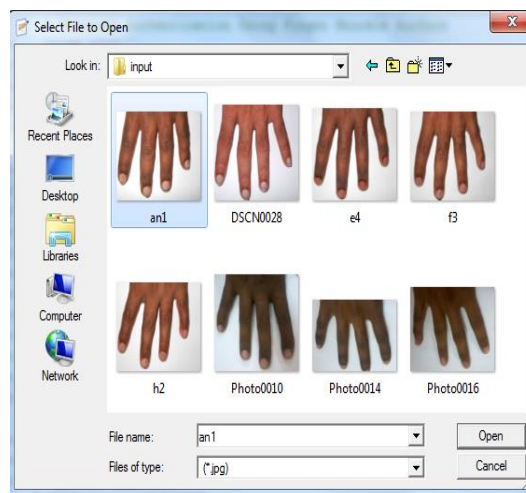 Select File to Open
Look in:
input
Recent Places
Desktop
Libraries
Computer
Network
an1
DSCN0028
e4
f3
h2
Photo0010
Photo0014
Photo0016
File name:
an1
Open
Files of type:
(*.jpg)
Cancel